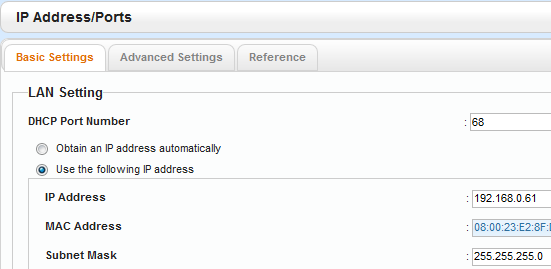 IP Address/Ports
Basic Settings Advanced Settings Reference
LAN Setting
DHCP Port Number : 68
Obtain an IP address automatically
Use the following IP address
IP Address : 192.168.0.61
MAC Address : 08:00:23:E2:8F:
Subnet Mask : 255.255.255.0